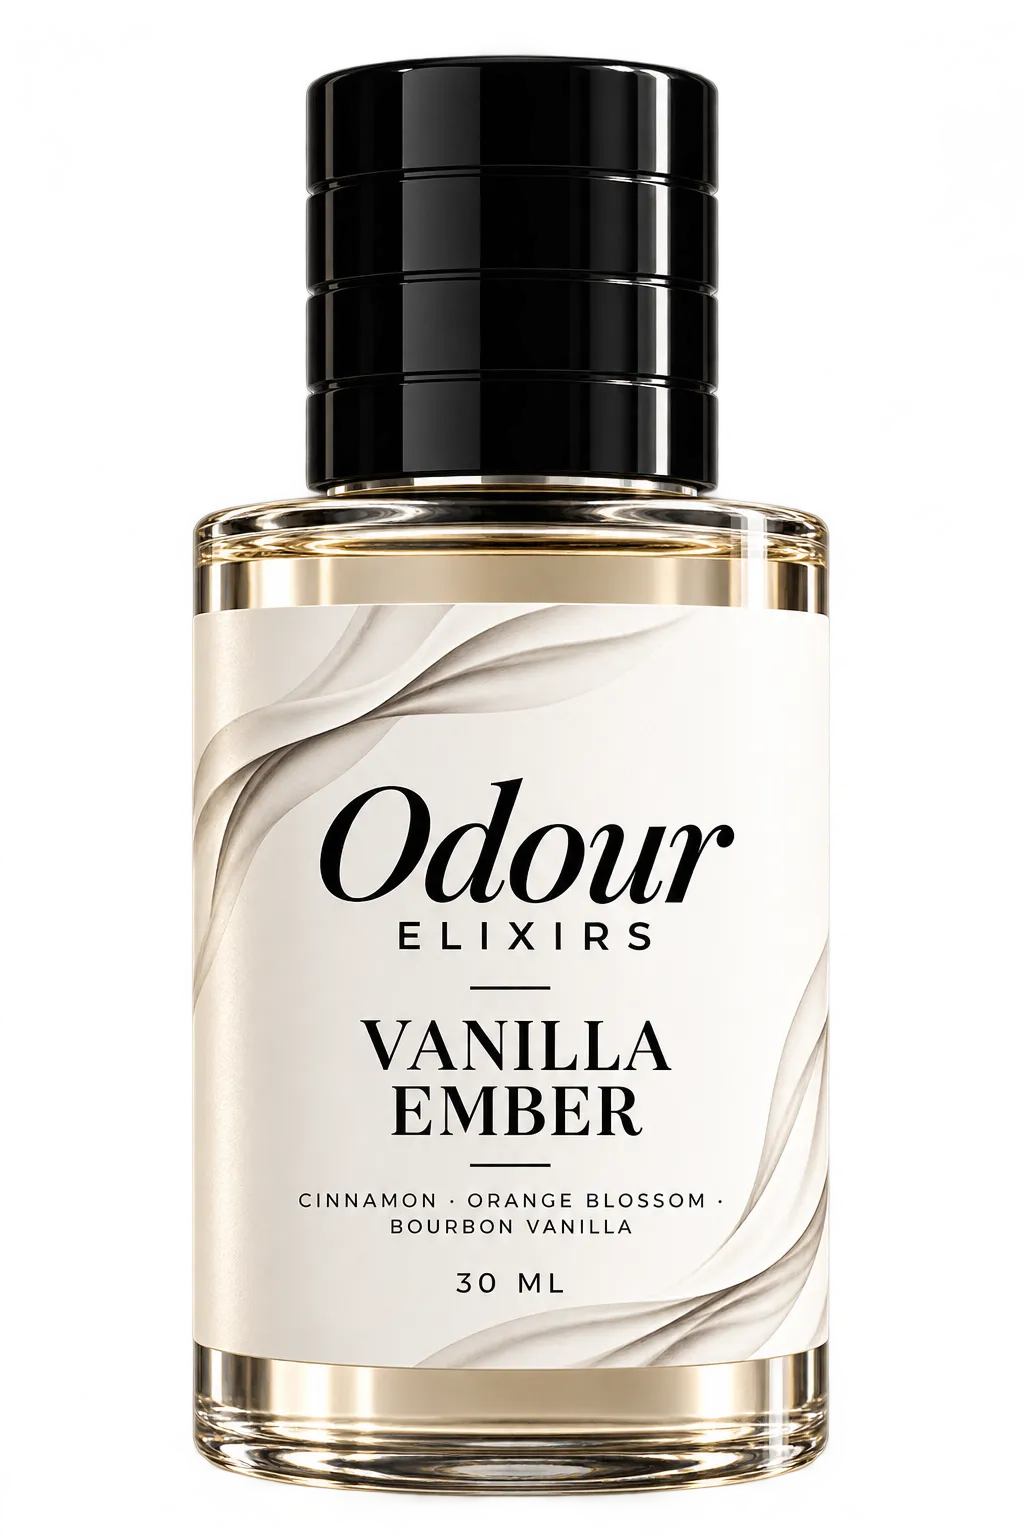 Odour
ELIXIRS
VANILLA
EMBER
CINNAMON · ORANGE BLOSSOM ·
BOURBON VANILLA
30 ML